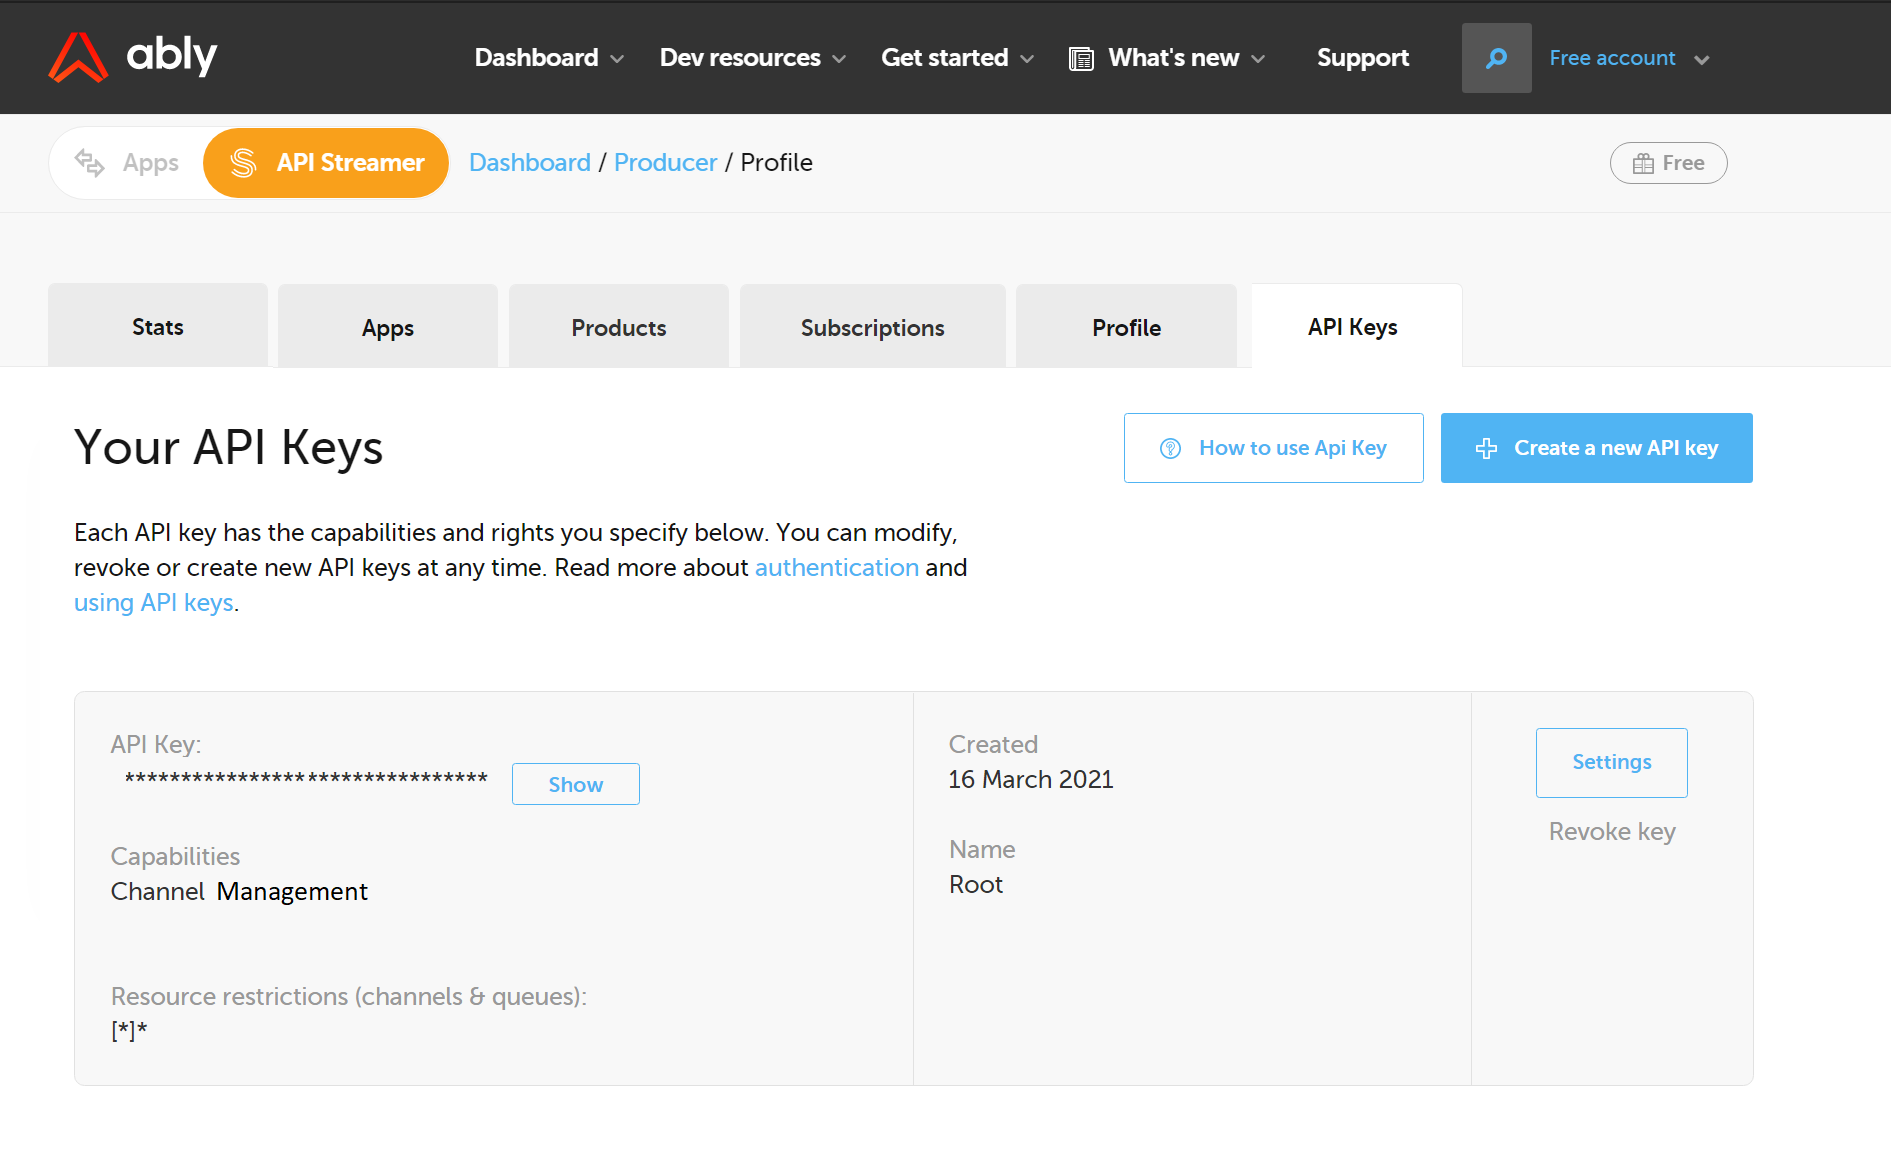 ably
Dashboard Dev resources Get started What's new Support Free account
Apps API Streamer Dashboard / Producer / Profile Free
Stats Apps Products Subscriptions Profile API Keys
Your API Keys
How to use Api Key Create a new API key
Each API key has the capabilities and rights you specify below. You can modify,
revoke or create new API keys at any time. Read more about authentication and
using API keys.
API Key:
******************************** Show
Capabilities
Channel Management
Resource restrictions (channels & queues):
[*]*
Created
16 March 2021
Name
Root
Settings
Revoke key